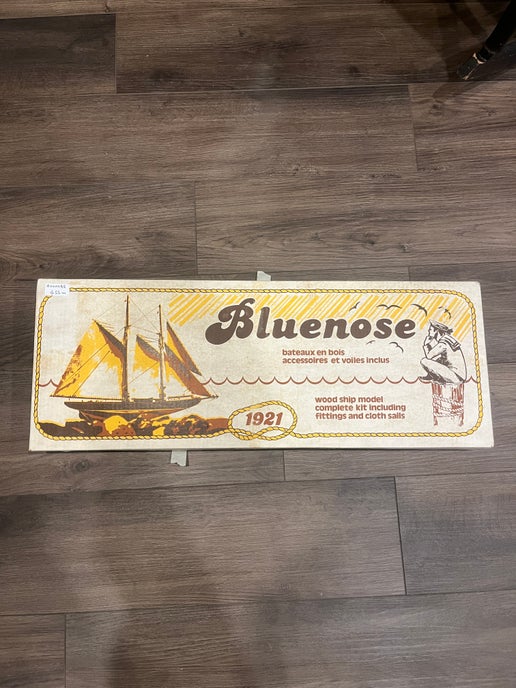 Bluenose
bateaux en bois
accessoires et voiles inclus
wood ship model
complete kit including
fittings and cloth sails
1921